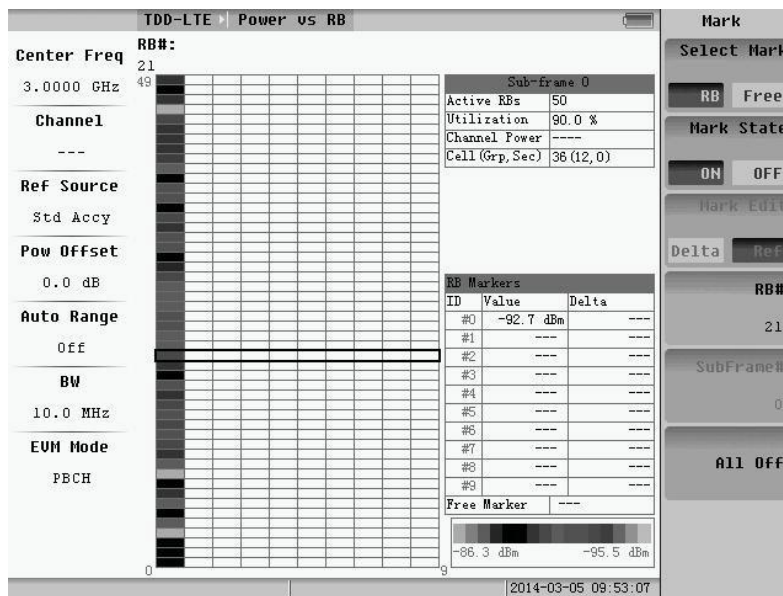 TDD-LTE Power vs RB
Mark
Center Freq
3.0000 GHz
Channel
---
Ref Source
Std Accy
Pow Offset
0.0 dB
Auto Range
Off
BW
10.0 MHz
EVM Mode
PBCH
RB#:
21
49
0
9
Sub-frame 0
Active RBs 50
Utilization 90.0 %
Channel Power ----
Cell(Grp,Sec) 36(12,0)
RB Markers
ID Value Delta
#0 -92.7 dBm ---
#1 --- ---
#2 --- ---
#3 --- ---
#4 --- ---
#5 --- ---
#6 --- ---
#7 --- ---
#8 --- ---
#9 --- ---
Free Marker ---
-86.3 dBm -95.5 dBm
2014-03-05 09:53:07
Select Mark
RB Free
Mark State
ON OFF
Mark Edit
Delta Ref
RB#
21
SubFrame#
0
All Off